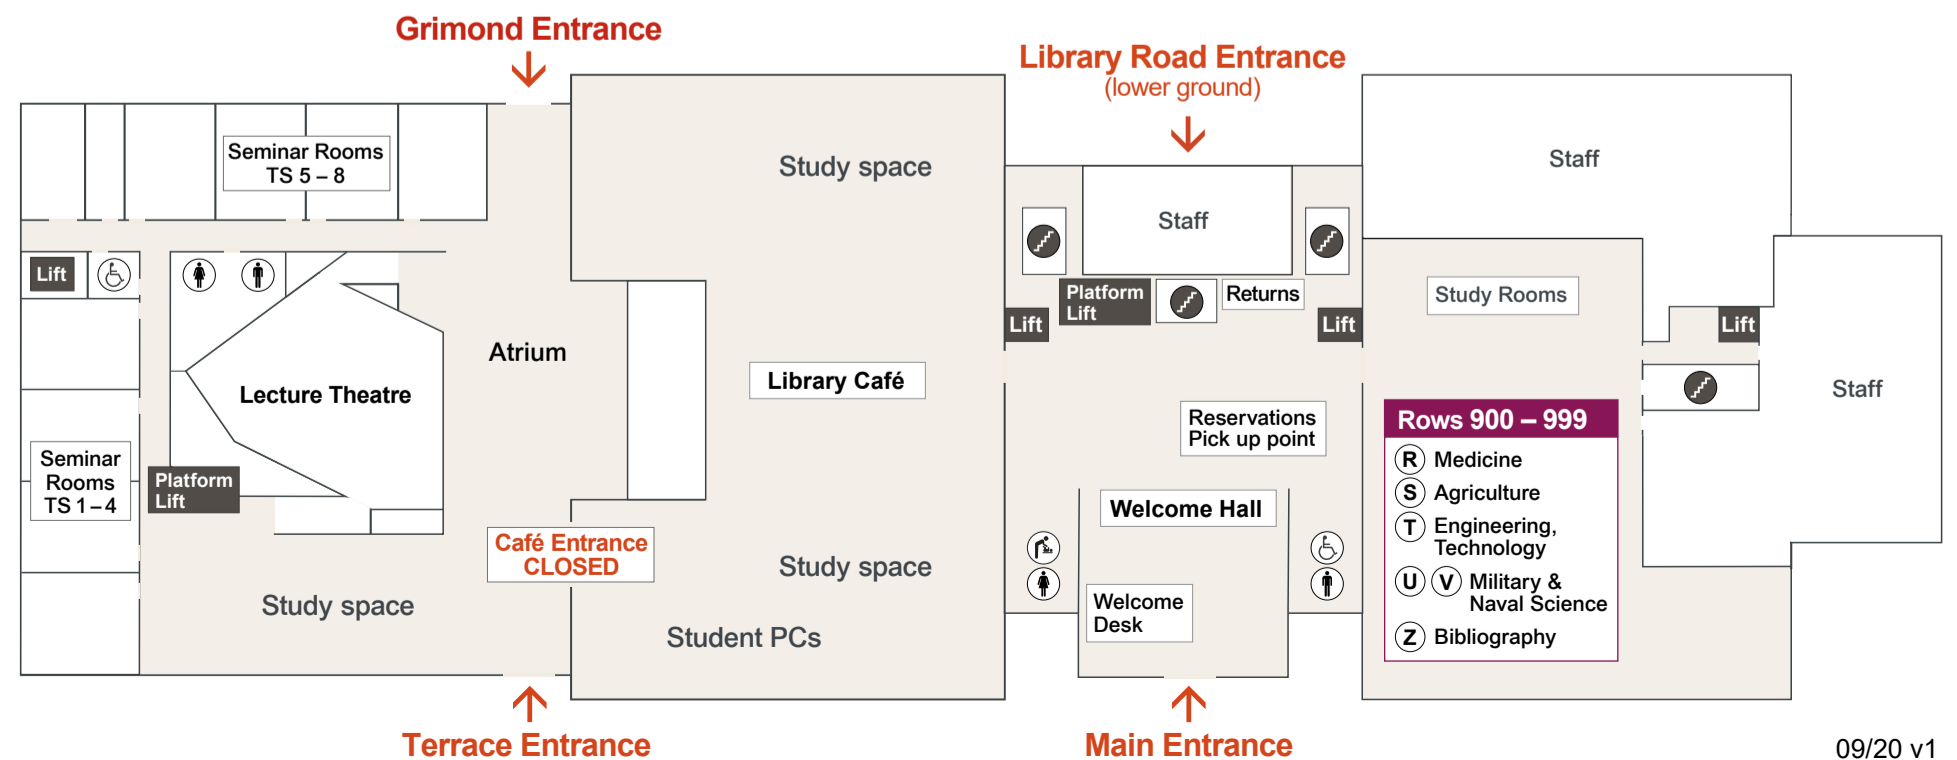 Grimond Entrance
Library Road Entrance
(lower ground)
Seminar Rooms
TS 5 – 8
Study space
Staff
Staff
Lift
Platform
Lift
Returns
Study Rooms
Lift
Lift
Lift
Atrium
Lecture Theatre
Library Café
Staff
Reservations
Pick up point
Rows 900 – 999
R Medicine
S Agriculture
T Engineering,
Technology
U V Military &
Naval Science
Z Bibliography
Seminar
Rooms
TS 1 – 4
Platform
Lift
Welcome Hall
Café Entrance
CLOSED
Study space
Study space
Welcome
Desk
Student PCs
Terrace Entrance
Main Entrance
09/20 v1